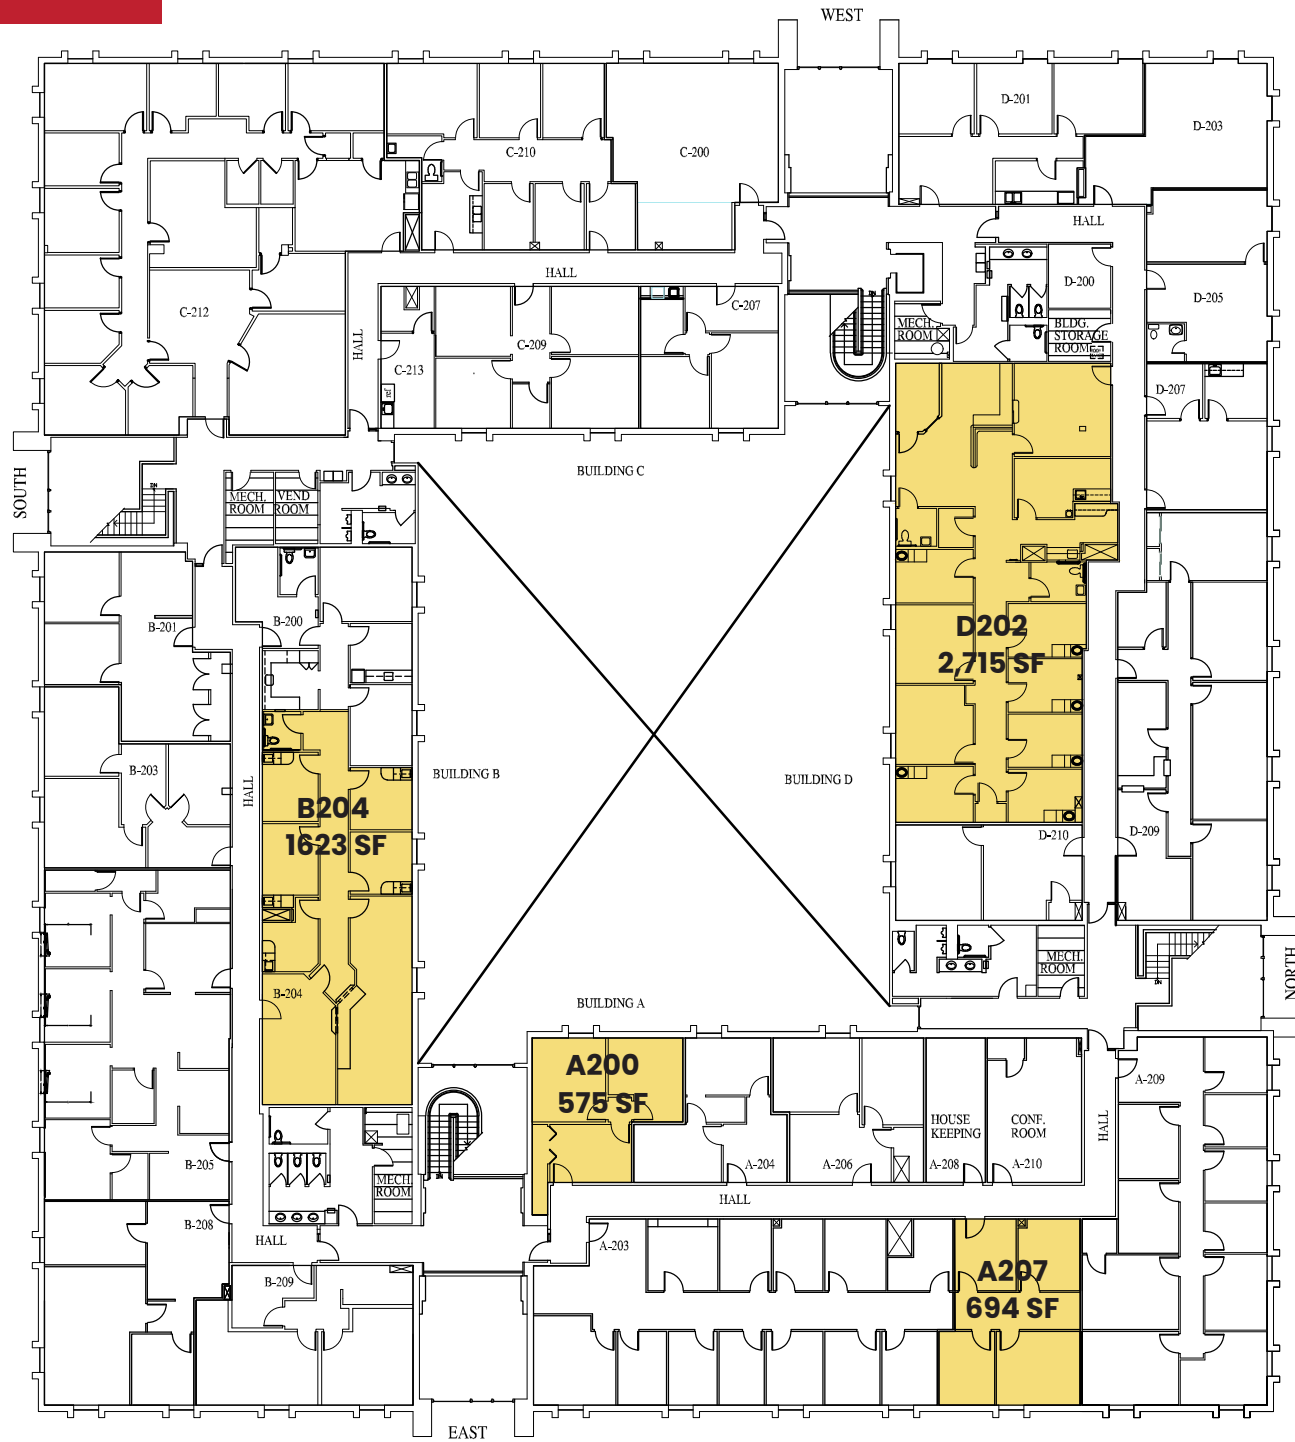 WEST
D-201
D-203
C-210
C-200
HALL
HALL
D-200
C-212
C-207
D-205
MECH.
ROOM
BLDG.
STORAGE
ROOM
HALL
C-209
C-213
ref
D-207
BUILDING C
SOUTH
MECH.
ROOM
VEND
ROOM
DN
B-201
B-200
D202
2,715 SF
B-203
HALL
BUILDING B
BUILDING D
B204
1623 SF
D-210
D-209
MECH.
ROOM
DN
NORTH
B-204
BUILDING A
A200
575 SF
A-209
HOUSE
KEEPING
CONF.
ROOM
HALL
B-205
A-204
A-206
A-208
A-210
MECH.
ROOM
HALL
B-208
HALL
A-203
B-209
A207
694 SF
EAST